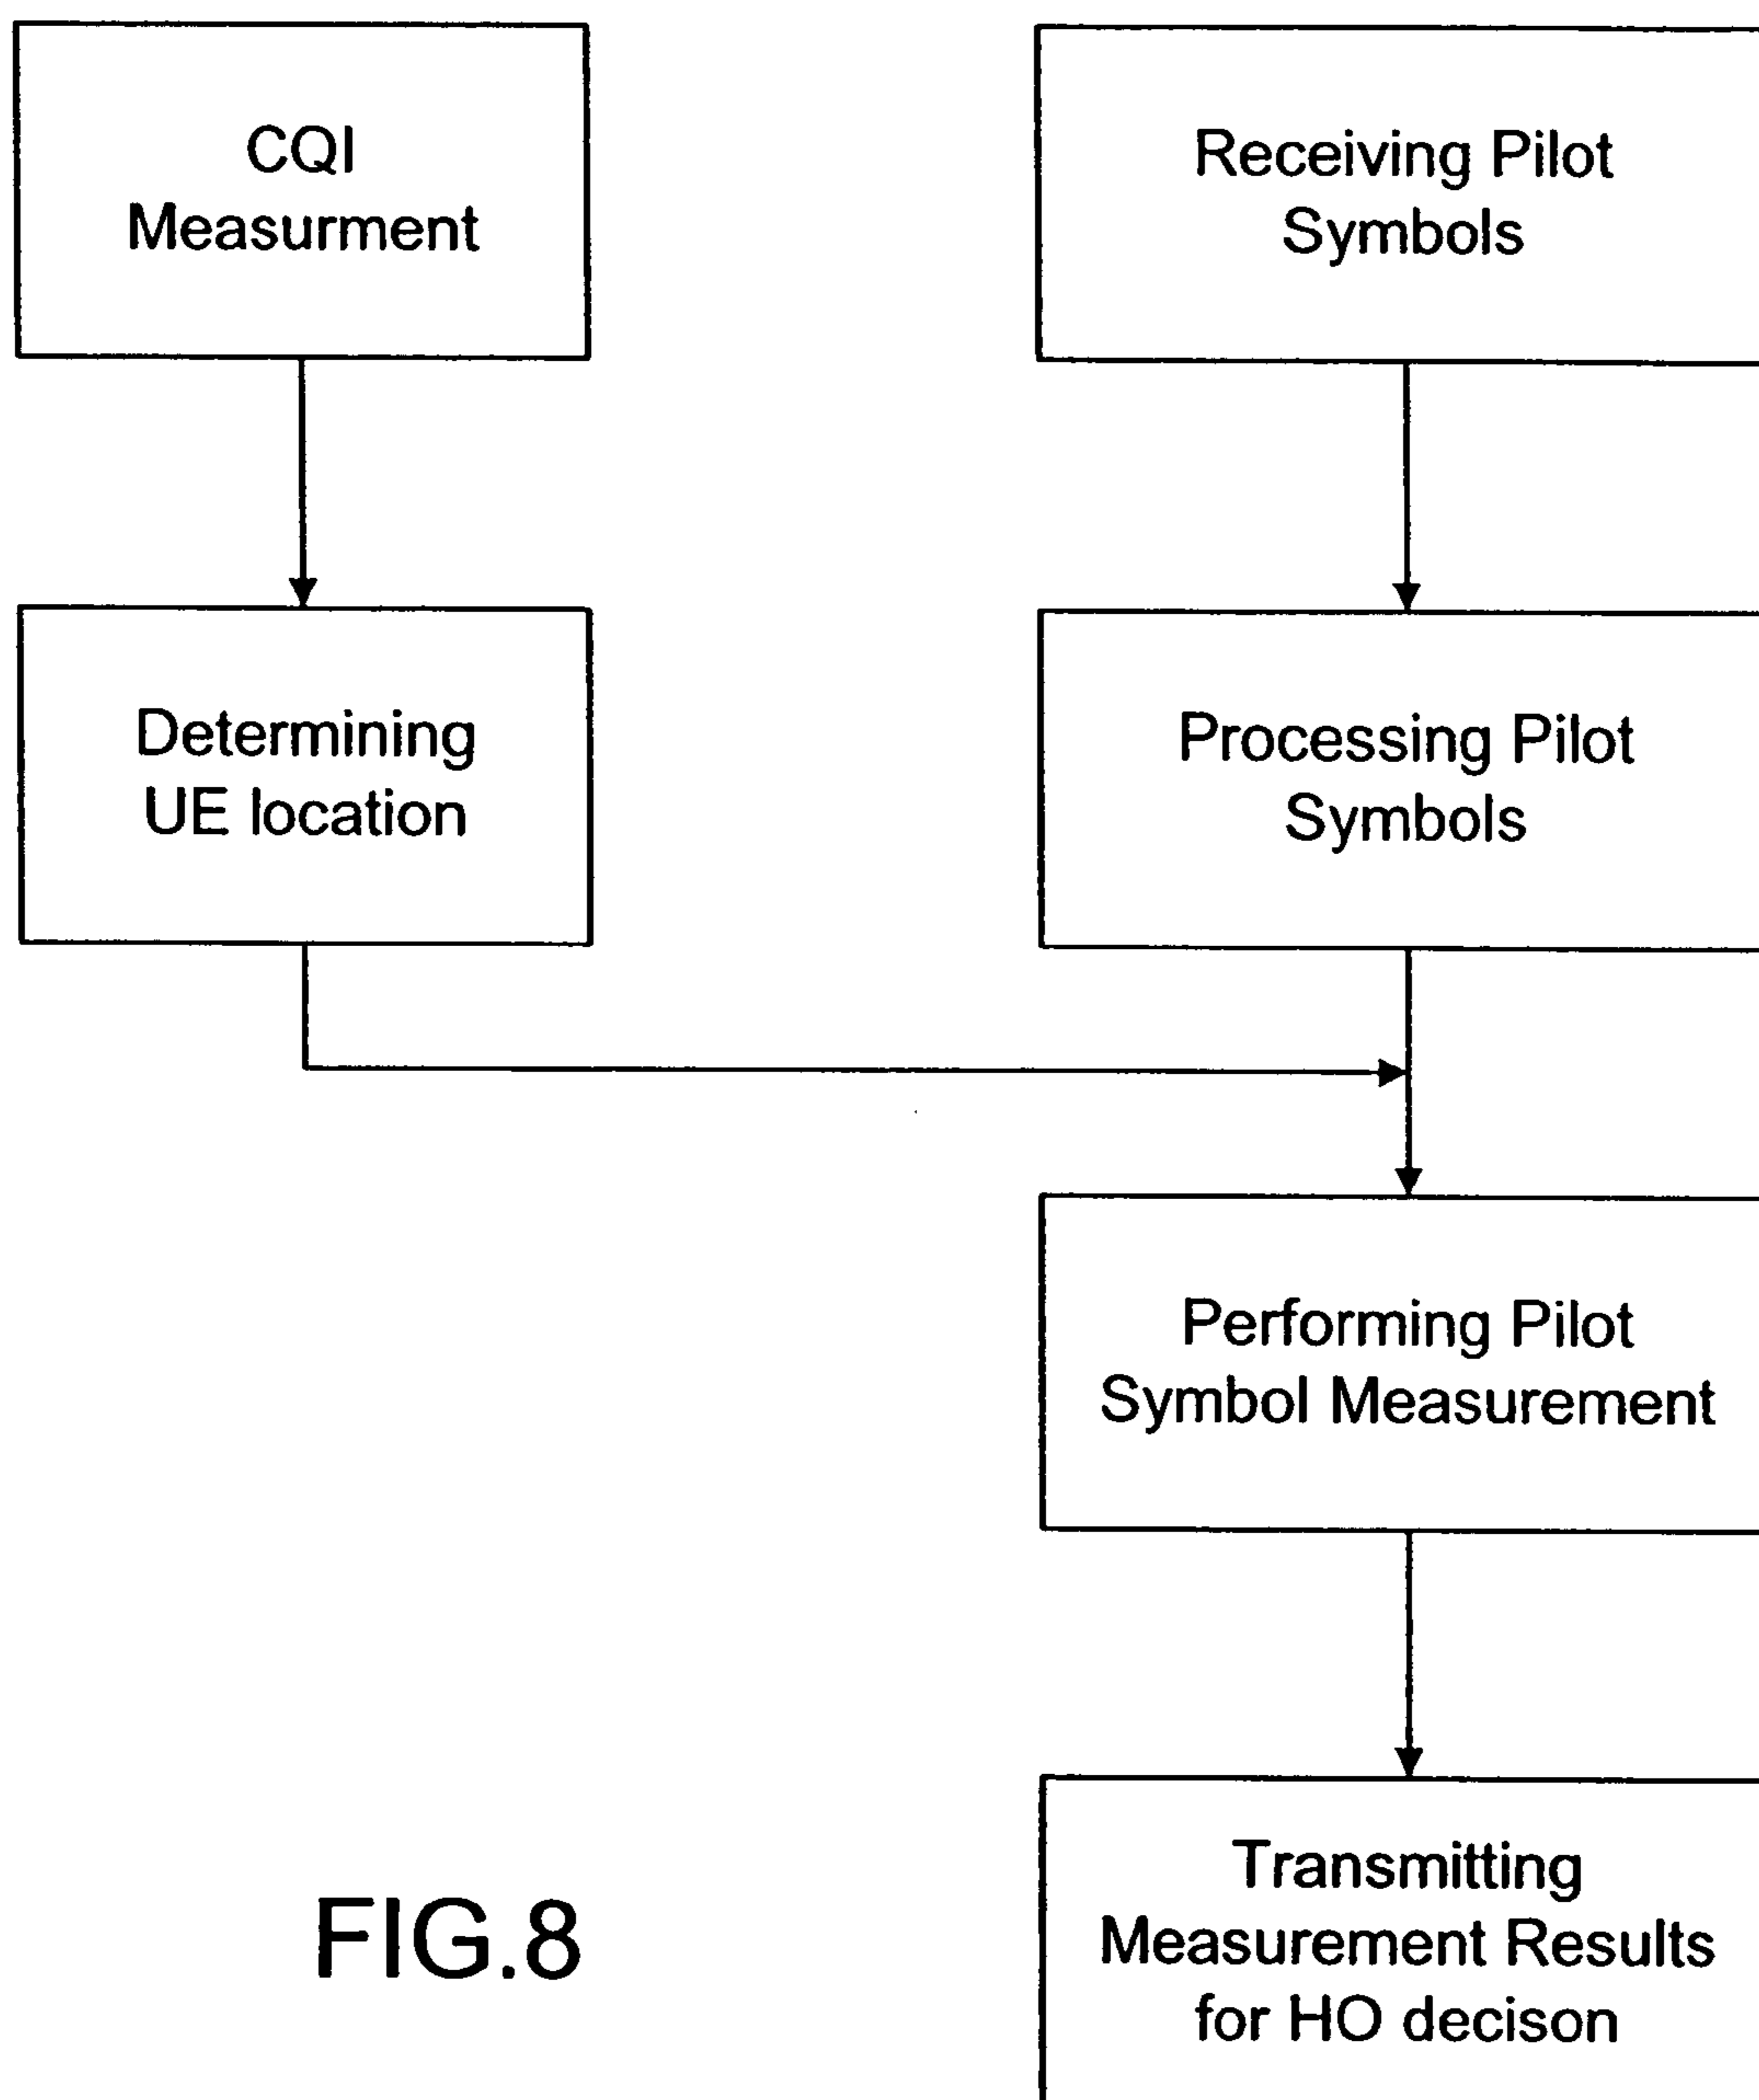 CQI
Measurment
Receiving Pilot
Symbols
Determining
UE location
Processing Pilot
Symbols
Performing Pilot
Symbol Measurement
Transmitting
Measurement Results
for HO decison
FIG.8